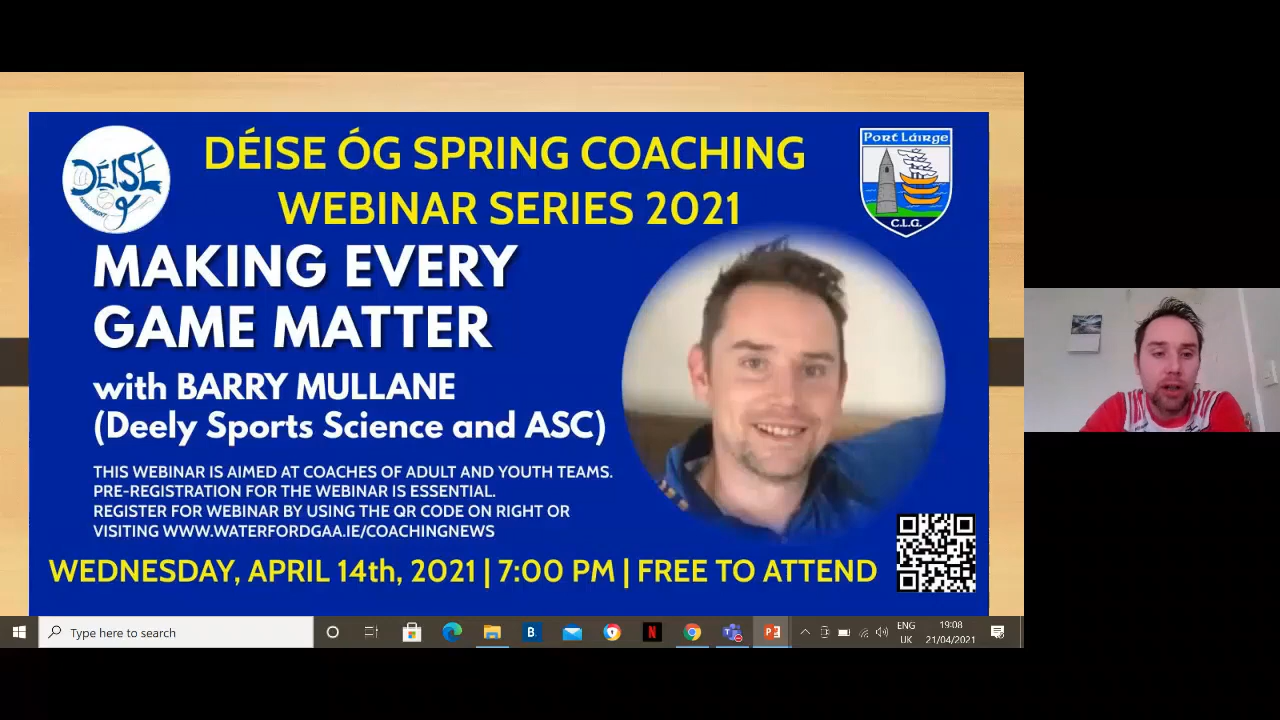 DÉISE ÓG SPRING COACHING
WEBINAR SERIES 2021
DÉISE
Óg
DEVELOPMENT
Port Láirge
C.L.G.
MAKING EVERY
GAME MATTER
with BARRY MULLANE
(Deely Sports Science and ASC)
THIS WEBINAR IS AIMED AT COACHES OF ADULT AND YOUTH TEAMS.
PRE-REGISTRATION FOR THE WEBINAR IS ESSENTIAL.
REGISTER FOR WEBINAR BY USING THE QR CODE ON RIGHT OR
VISITING WWW.WATERFORDGAA.IE/COACHINGNEWS
WEDNESDAY, APRIL 14th, 2021 | 7:00 PM | FREE TO ATTEND
Type here to search
B.
N
ENG
UK
19:08
21/04/2021